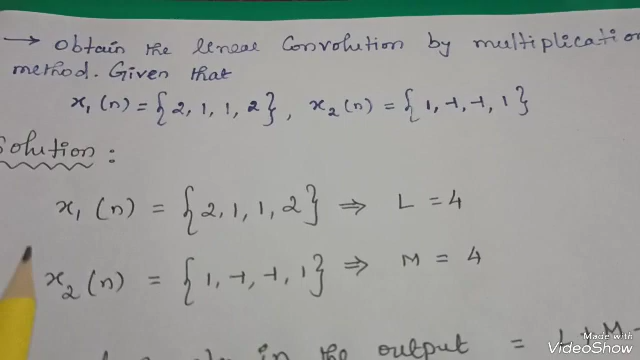 → Obtain the linear Convolution by multiplication
method. Given that
x₁(n) = {2, 1, 1, 2}, x₂(n) = {1, -1, -1, 1}
Solution :
x₁(n) = {2, 1, 1, 2} ⇒ L = 4
x₂(n) = {1, -1, -1, 1} ⇒ M = 4
in the output = L + M -
Made with
VideoShow